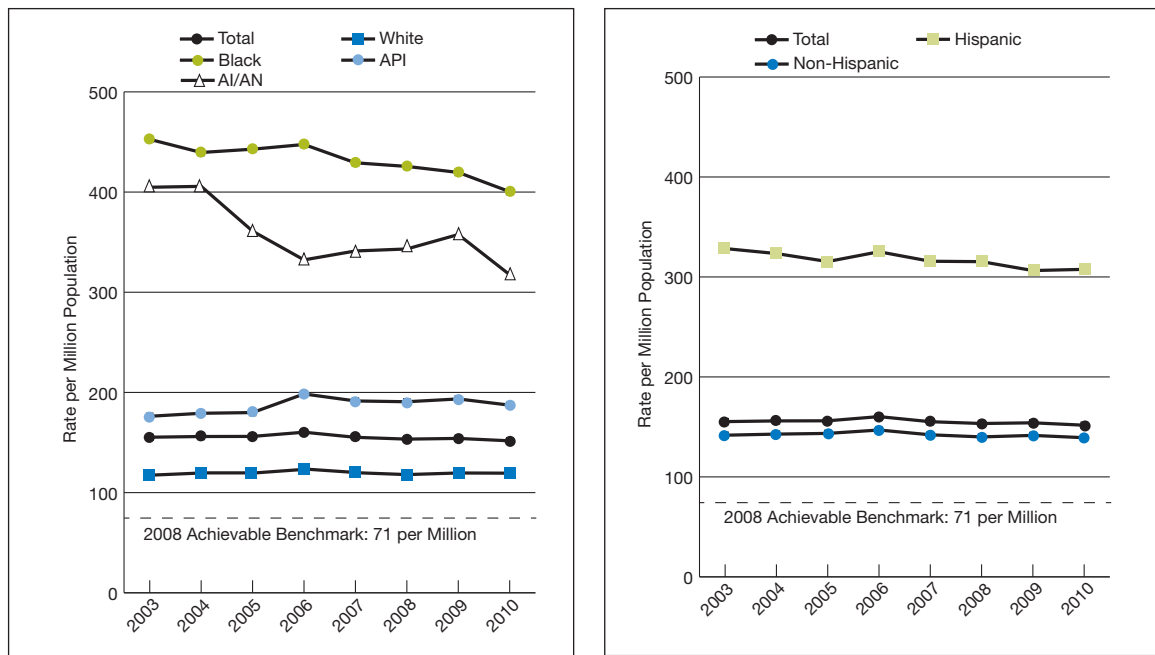 Total
White
Black
API
AI/AN
Rate per Million Population
500
400
300
200
100
0
2008 Achievable Benchmark: 71 per Million
2003
2004
2005
2006
2007
2008
2009
2010
Total
Hispanic
Non-Hispanic
Rate per Million Population
500
400
300
200
100
0
2008 Achievable Benchmark: 71 per Million
2003
2004
2005
2006
2007
2008
2009
2010